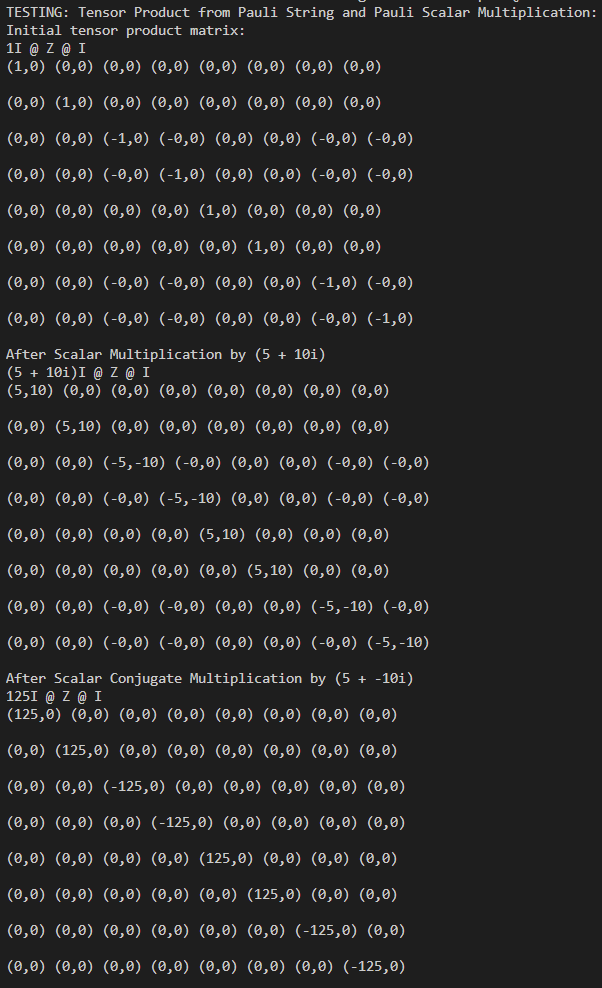 TESTING: Tensor Product from Pauli String and Pauli Scalar Multiplication:
Initial tensor product matrix:
1I @ Z @ I
(1,0) (0,0) (0,0) (0,0) (0,0) (0,0) (0,0) (0,0)
(0,0) (1,0) (0,0) (0,0) (0,0) (0,0) (0,0) (0,0)
(0,0) (0,0) (-1,0) (-0,0) (0,0) (0,0) (-0,0) (-0,0)
(0,0) (0,0) (-0,0) (-1,0) (0,0) (0,0) (-0,0) (-0,0)
(0,0) (0,0) (0,0) (0,0) (1,0) (0,0) (0,0) (0,0)
(0,0) (0,0) (0,0) (0,0) (0,0) (1,0) (0,0) (0,0)
(0,0) (0,0) (-0,0) (-0,0) (0,0) (0,0) (-1,0) (-0,0)
(0,0) (0,0) (-0,0) (-0,0) (0,0) (0,0) (-0,0) (-1,0)
After Scalar Multiplication by (5 + 10i)
(5 + 10i)I @ Z @ I
(5,10) (0,0) (0,0) (0,0) (0,0) (0,0) (0,0) (0,0)
(0,0) (5,10) (0,0) (0,0) (0,0) (0,0) (0,0) (0,0)
(0,0) (0,0) (-5,-10) (-0,0) (0,0) (0,0) (-0,0) (-0,0)
(0,0) (0,0) (-0,0) (-5,-10) (0,0) (0,0) (-0,0) (-0,0)
(0,0) (0,0) (0,0) (0,0) (5,10) (0,0) (0,0) (0,0)
(0,0) (0,0) (0,0) (0,0) (0,0) (5,10) (0,0) (0,0)
(0,0) (0,0) (-0,0) (-0,0) (0,0) (0,0) (-5,-10) (-0,0)
(0,0) (0,0) (-0,0) (-0,0) (0,0) (0,0) (-0,0) (-5,-10)
After Scalar Conjugate Multiplication by (5 + -10i)
125I @ Z @ I
(125,0) (0,0) (0,0) (0,0) (0,0) (0,0) (0,0) (0,0)
(0,0) (125,0) (0,0) (0,0) (0,0) (0,0) (0,0) (0,0)
(0,0) (0,0) (-125,0) (0,0) (0,0) (0,0) (0,0) (0,0)
(0,0) (0,0) (0,0) (-125,0) (0,0) (0,0) (0,0) (0,0)
(0,0) (0,0) (0,0) (0,0) (125,0) (0,0) (0,0) (0,0)
(0,0) (0,0) (0,0) (0,0) (0,0) (125,0) (0,0) (0,0)
(0,0) (0,0) (0,0) (0,0) (0,0) (0,0) (-125,0) (0,0)
(0,0) (0,0) (0,0) (0,0) (0,0) (0,0) (0,0) (-125,0)